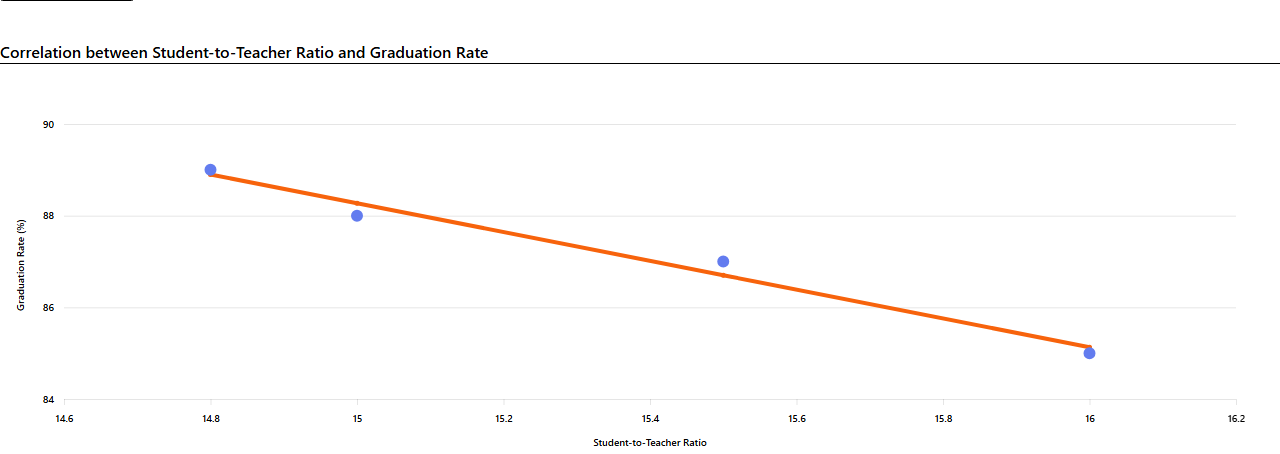 Correlation between Student-to-Teacher Ratio and Graduation Rate
90
88
86
84
Graduation Rate (%)
14.6 14.8 15 15.2 15.4 15.6 15.8 16 16.2
Student-to-Teacher Ratio